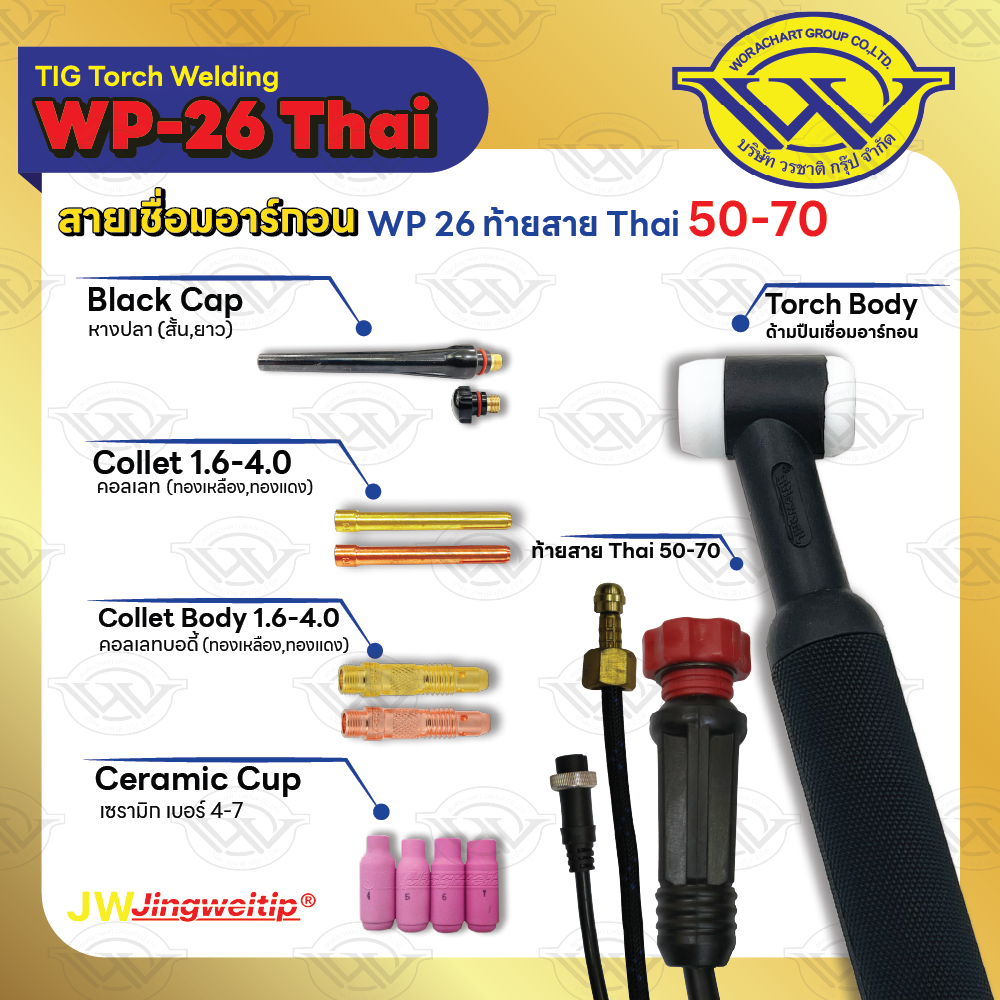 TIG Torch Welding
WP-26 Thai
WORACHART GROUP CO.,LTD.
บริษัท วรชาติ กรุ๊ป จำกัด
สายเชื่อมอาร์กอน WP 26 ท้ายสาย Thai 50-70
Black Cap
หางปลา (สั้น,ยาว)
Torch Body
ด้ามปืนเชื่อมอาร์กอน
Collet 1.6-4.0
คอลเลท (ทองเหลือง,ทองแดง)
ท้ายสาย Thai 50-70
Collet Body 1.6-4.0
คอลเลทบอดี้ (ทองเหลือง,ทองแดง)
Ceramic Cup
เซรามิก เบอร์ 4-7
4 5 6 7
JW Jingweitip®